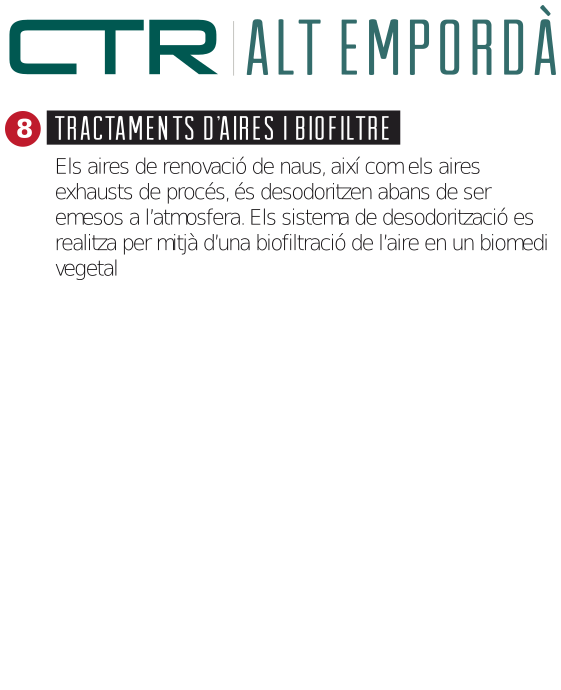 CTR ALT EMPORDÀ
8 TRACTAMENTS D'AIRES I BIOFILTRE
Els aires de renovació de naus, així com els aires
exhausts de procés, és desodoritzen abans de ser
emesos a l'atmosfera. Els sistema de desodorització es
realitza per mitjà d'una biofiltració de l'aire en un biomedi
vegetal